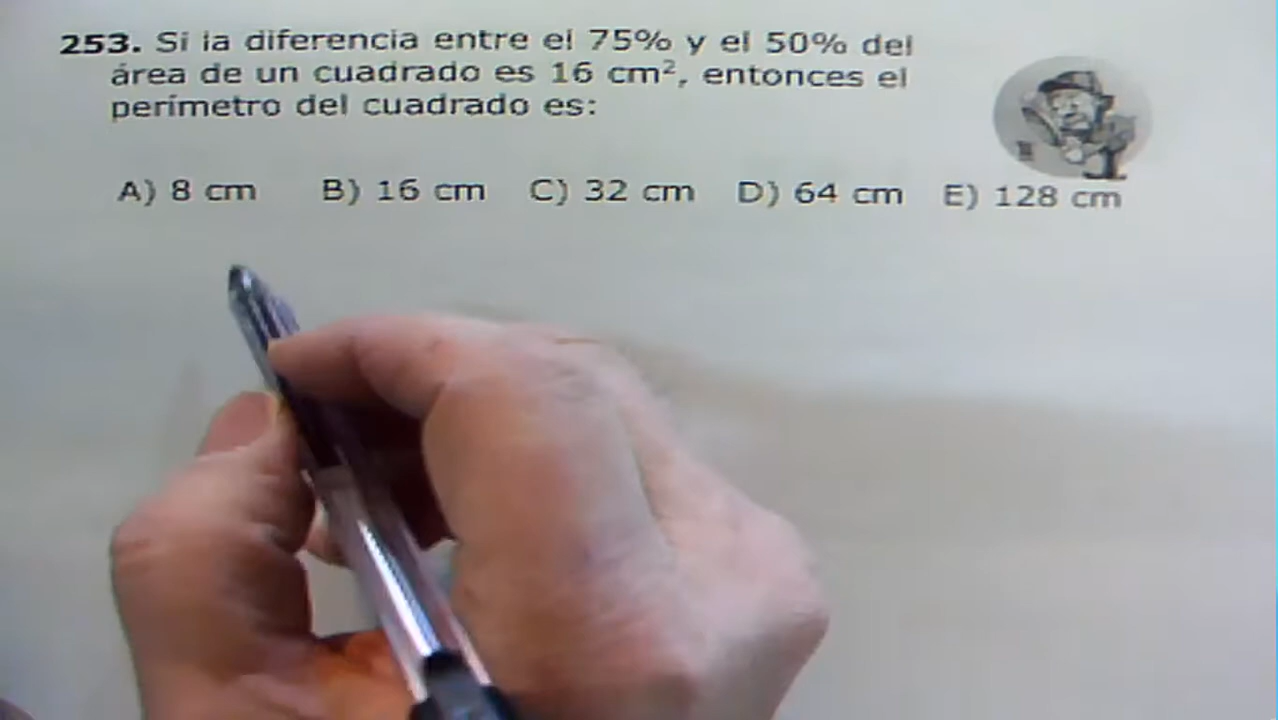 253. Si la diferencia entre el 75% y el 50% del
área de un cuadrado es 16 cm², entonces el
perímetro del cuadrado es:
A) 8 cm B) 16 cm C) 32 cm D) 64 cm E) 128 cm